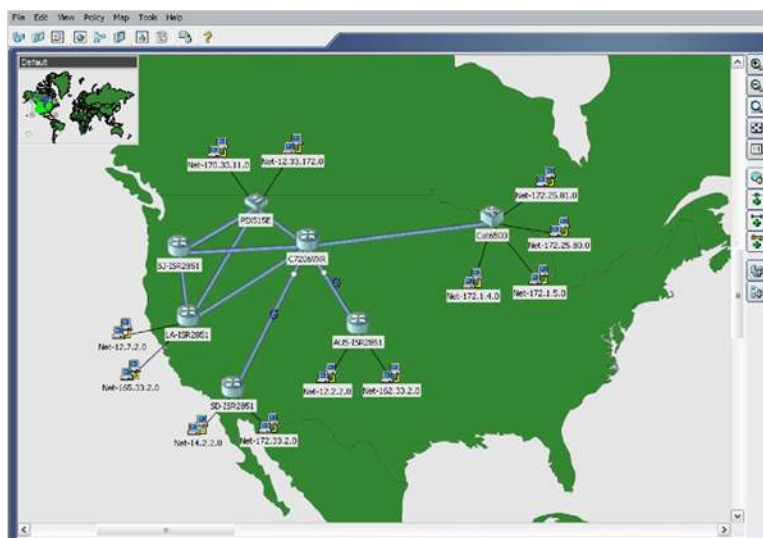 File Edit View Policy Map Tools Help
Default
Net-170.33.11.0
Net-12.33.172.0
Net-172.25.81.0
PIX515E
Cat6503
Net-172.25.80.0
SJ-ISR2851
C7206VXR
Net-172.1.4.0
Net-172.1.5.0
LA-ISR2851
AUS-ISR2851
Net-12.7.2.0
Net-165.33.2.0
Net-12.2.2.0
Net-162.33.2.0
SD-ISR2851
Net-14.2.2.0
Net-172.33.2.0